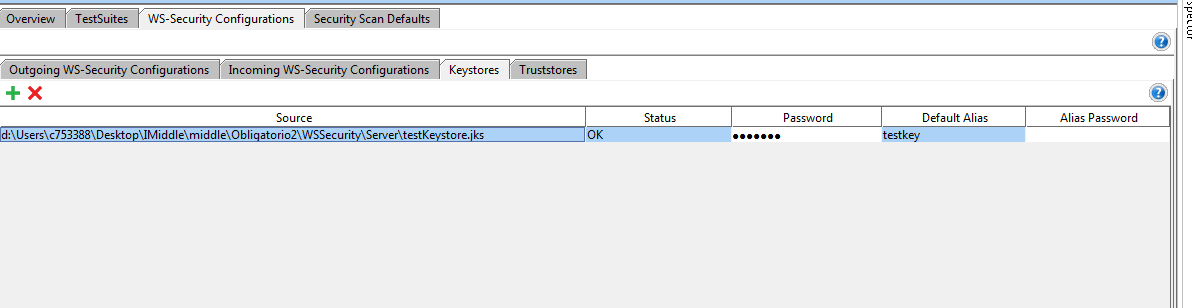 Overview TestSuites WS-Security Configurations Security Scan Defaults
?
Outgoing WS-Security Configurations Incoming WS-Security Configurations Keystores Truststores
?
Source Status Password Default Alias Alias Password
d:\Users\c753388\Desktop\IMiddle\middle\Obligatorio2\WSSecurity\Server\testKeystore.jks OK ●●●●●●● testkey
spector